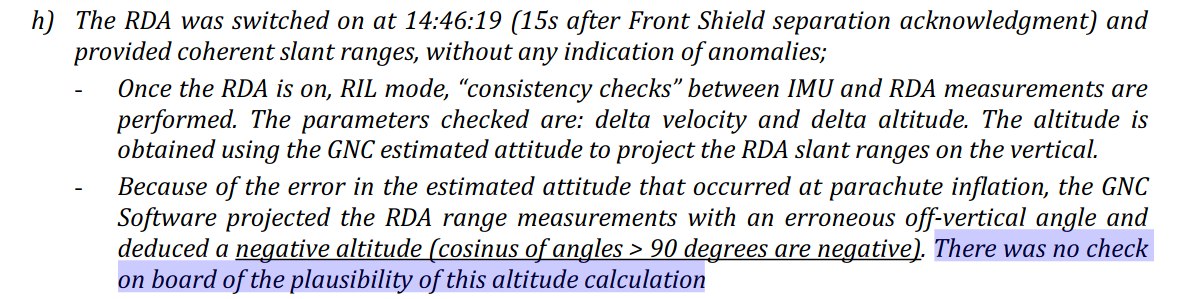 h) The RDA was switched on at 14:46:19 (15s after Front Shield separation acknowledgment) and
provided coherent slant ranges, without any indication of anomalies;
- Once the RDA is on, RIL mode, “consistency checks” between IMU and RDA measurements are
performed. The parameters checked are: delta velocity and delta altitude. The altitude is
obtained using the GNC estimated attitude to project the RDA slant ranges on the vertical.
- Because of the error in the estimated attitude that occurred at parachute inflation, the GNC
Software projected the RDA range measurements with an erroneous off-vertical angle and
deduced a negative altitude (cosinus of angles > 90 degrees are negative). There was no check
on board of the plausibility of this altitude calculation